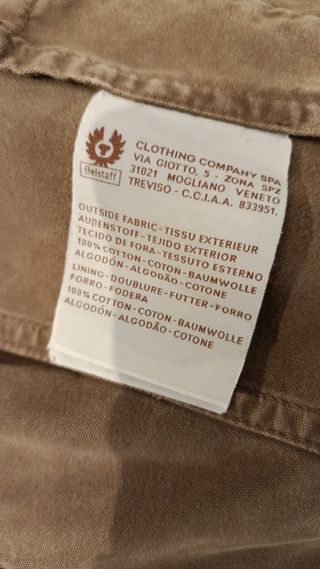 Belstaff
CLOTHING COMPANY SPA
VIA GIOTTO, 5 - ZONA SPZ
31021 MOGLIANO VENETO
TREVISO - C.C.I.A.A. 833951.
OUTSIDE FABRIC-TISSU EXTERIEUR
AUßENSTOFF-TEJIDO EXTERIOR
TECIDO DE FORA-TESSUTO ESTERNO
100% COTTON-COTON-BAUMWOLLE
ALGODÓN-ALGODÃO-COTONE
LINING-DOUBLURE-FUTTER-FORRO
FORRO-FODERA
100% COTTON-COTON-BAUMWOLLE
ALGODÓN-ALGODÃO-COTONE